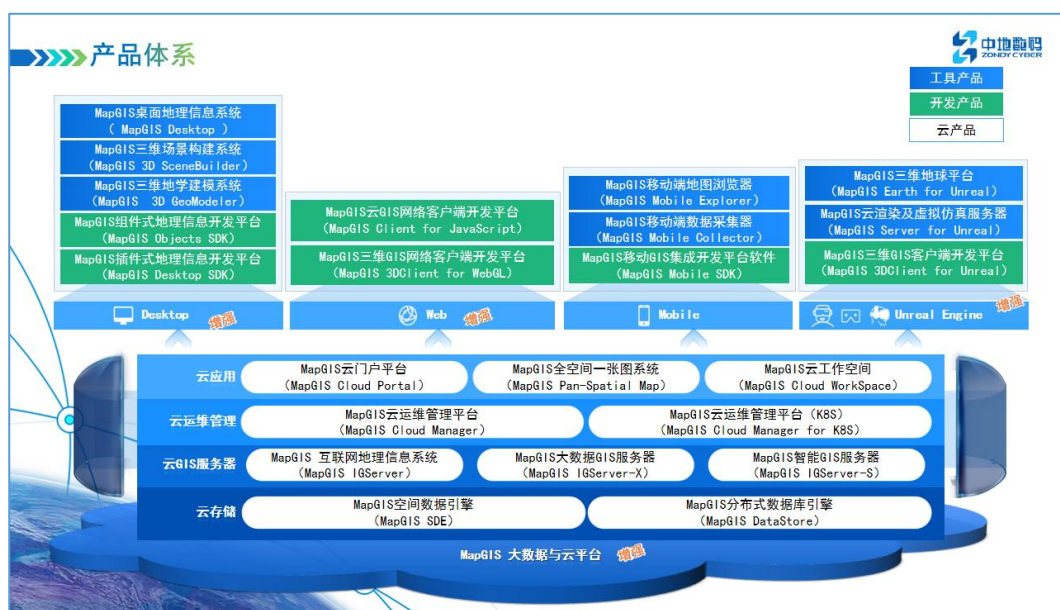 产品体系
中地数码
ZONDY CYBER
工具产品
开发产品
云产品
MapGIS桌面地理信息系统
( MapGIS Desktop )
MapGIS三维场景构建系统
(MapGIS 3D SceneBuilder)
MapGIS三维地学建模系统
(MapGIS 3D GeoModeler)
MapGIS组件式地理信息开发平台
(MapGIS Objects SDK)
MapGIS插件式地理信息开发平台
(MapGIS Desktop SDK)
Desktop 增强
MapGIS云GIS网络客户端开发平台
(MapGIS Client for JavaScript)
MapGIS三维GIS网络客户端开发平台
(MapGIS 3DClient for WebGL)
Web 增强
MapGIS移动端地图浏览器
(MapGIS Mobile Explorer)
MapGIS移动端数据采集器
(MapGIS Mobile Collector)
MapGIS移动GIS集成开发平台软件
(MapGIS Mobile SDK)
Mobile
MapGIS三维地球平台
(MapGIS Earth for Unreal)
MapGIS云渲染及虚拟仿真服务器
(MapGIS Server for Unreal)
MapGIS三维GIS客户端开发平台
(MapGIS 3DClient for Unreal)
Unreal Engine 增强
云应用
MapGIS云门户平台
(MapGIS Cloud Portal)
MapGIS全空间一张图系统
(MapGIS Pan-Spatial Map)
MapGIS云工作空间
(MapGIS Cloud WorkSpace)
云运维管理
MapGIS云运维管理平台
(MapGIS Cloud Manager)
MapGIS云运维管理平台（K8S）
(MapGIS Cloud Manager for K8S)
云GIS服务器
MapGIS 互联网地理信息系统
(MapGIS IGServer)
MapGIS大数据GIS服务器
(MapGIS IGServer-X)
MapGIS智能GIS服务器
(MapGIS IGServer-S)
云存储
MapGIS空间数据引擎
(MapGIS SDE)
MapGIS分布式数据库引擎
(MapGIS DataStore)
MapGIS 大数据与云平台 增强